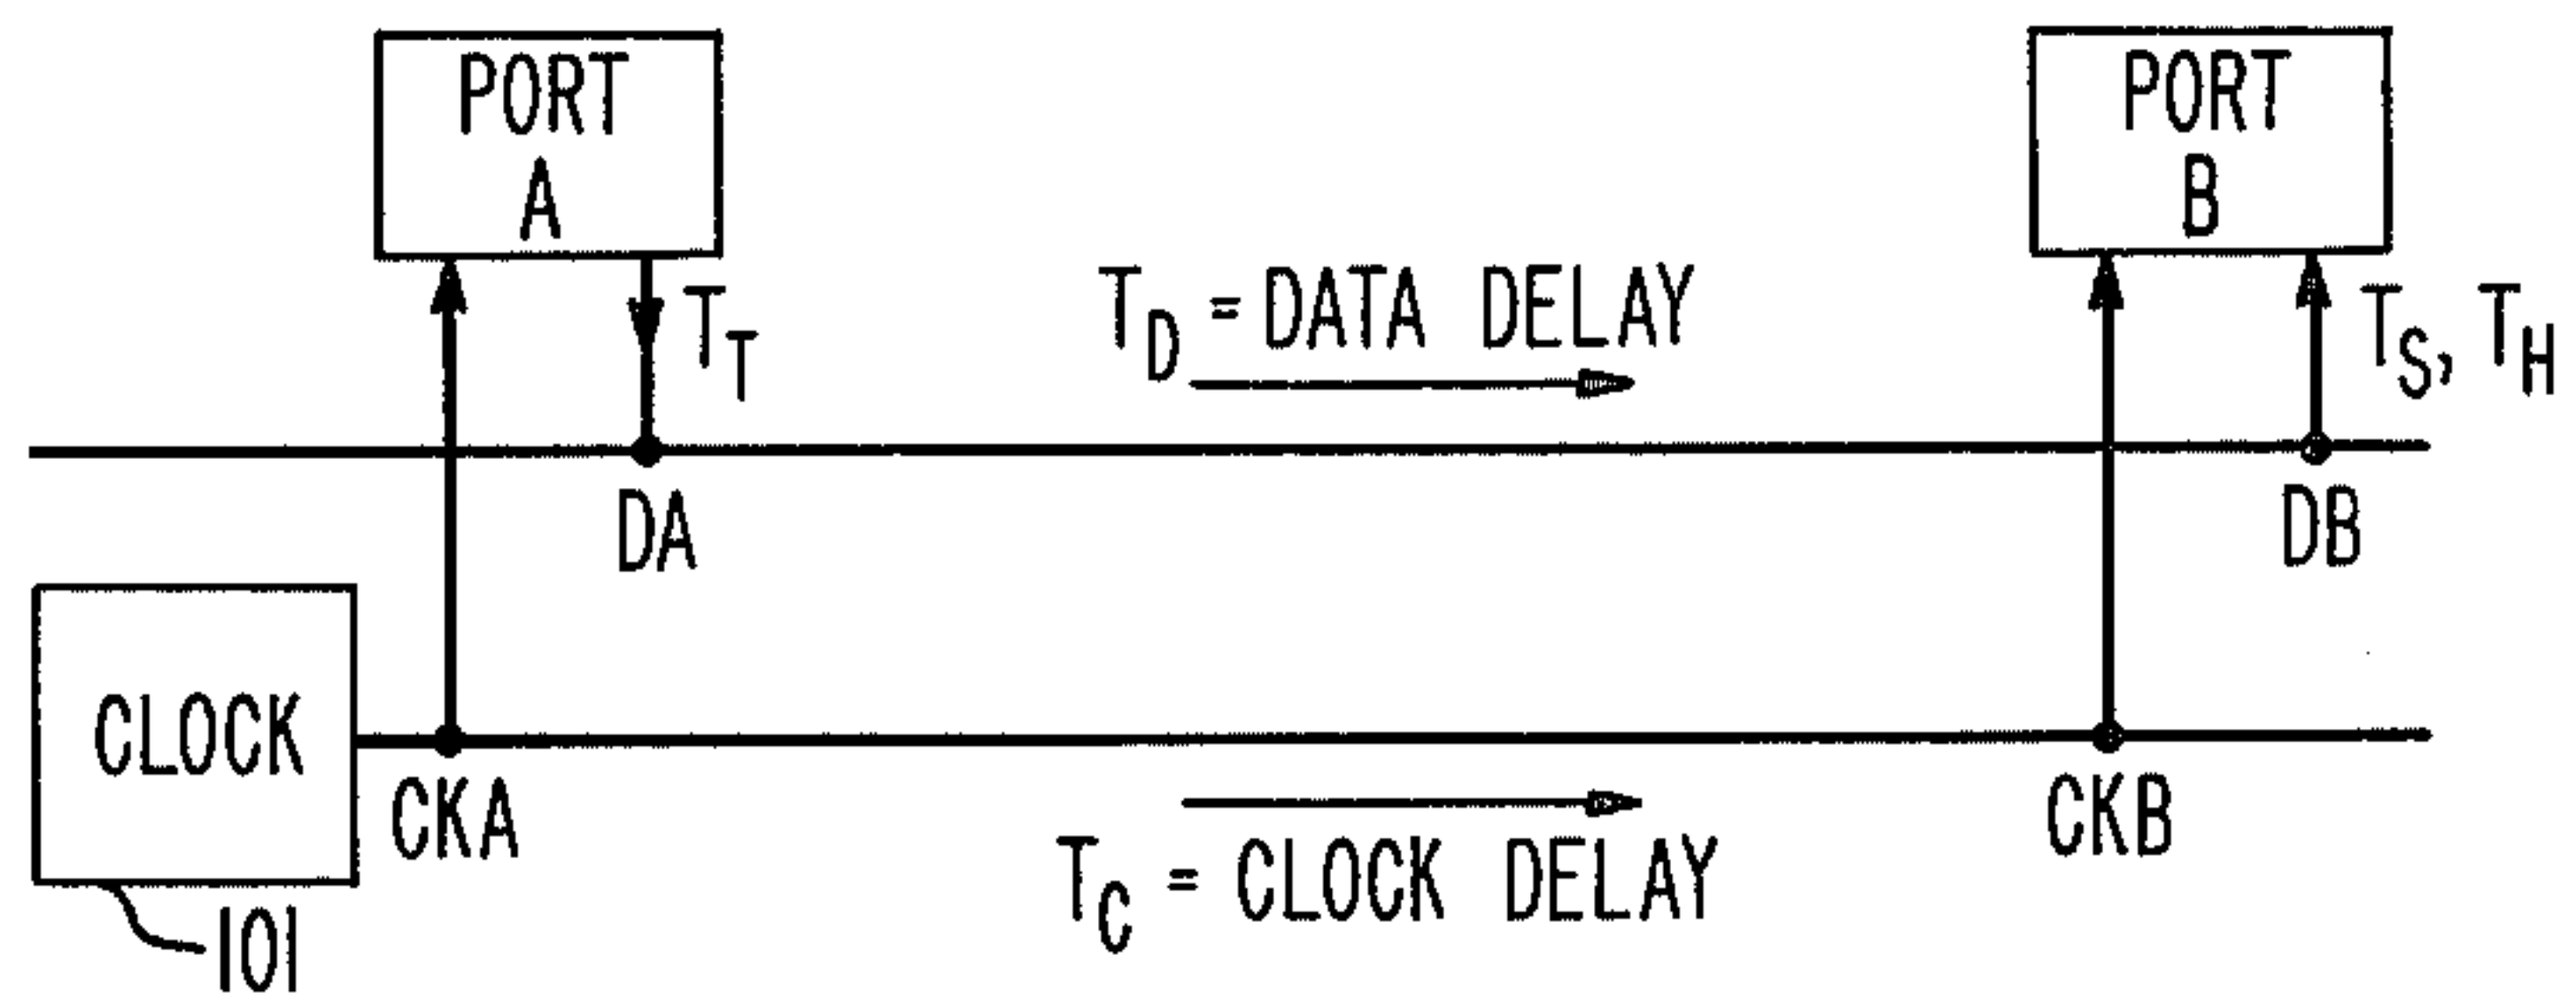 PORT
A
PORT
B
T_T
T_D = DATA DELAY
T_S, T_H
DA
DB
CLOCK
CKA
CKB
T_C = CLOCK DELAY
101